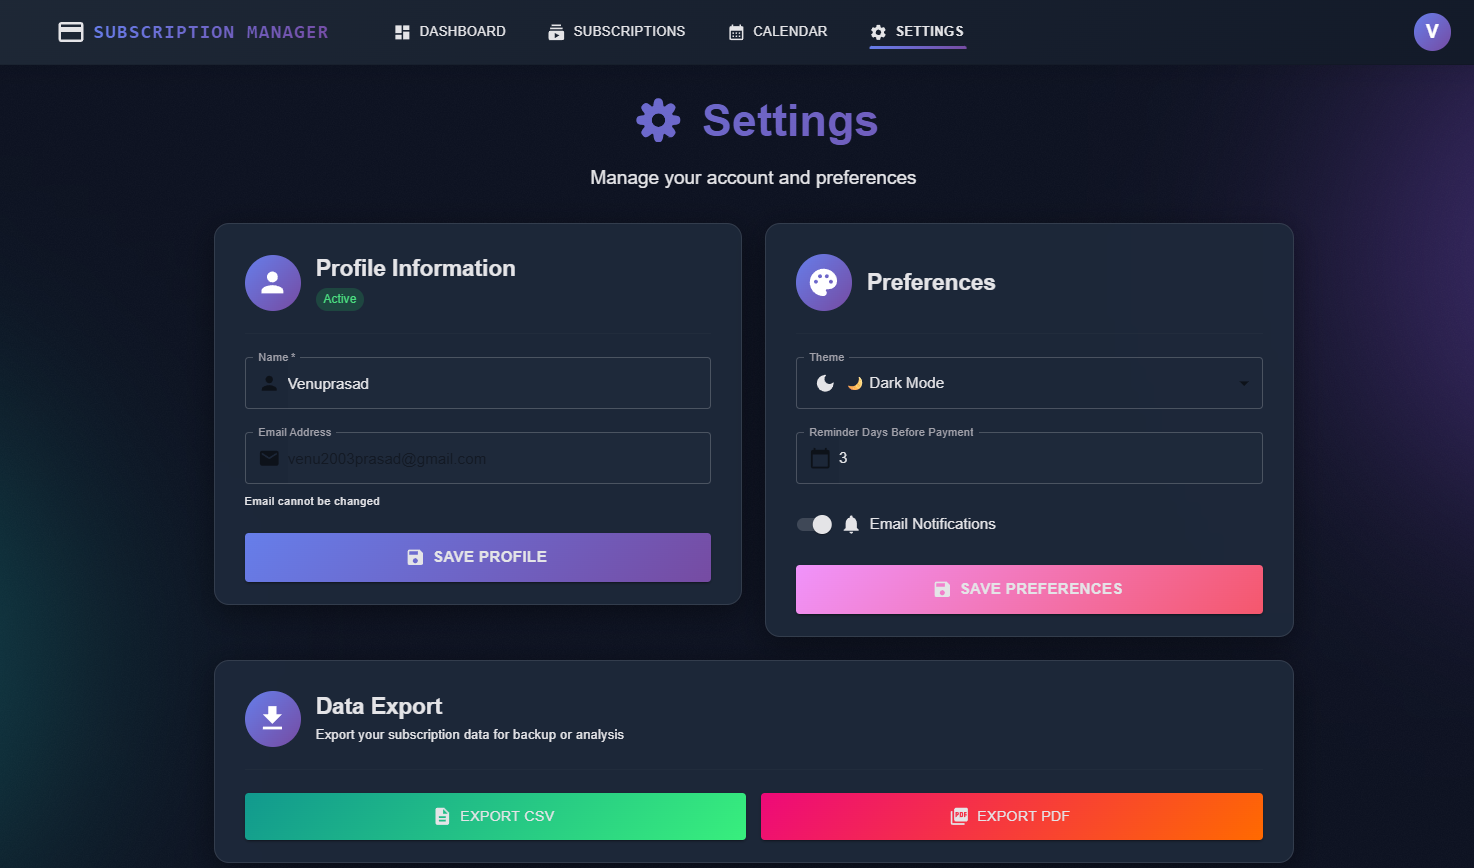 SUBSCRIPTION MANAGER
DASHBOARD
SUBSCRIPTIONS
CALENDAR
SETTINGS
V
Settings
Manage your account and preferences
Profile Information
Active
Name *
Venuprasad
Email Address
venu2003prasad@gmail.com
Email cannot be changed
SAVE PROFILE
Preferences
Theme
🌙 Dark Mode
Reminder Days Before Payment
3
Email Notifications
SAVE PREFERENCES
Data Export
Export your subscription data for backup or analysis
EXPORT CSV
PDF
EXPORT PDF